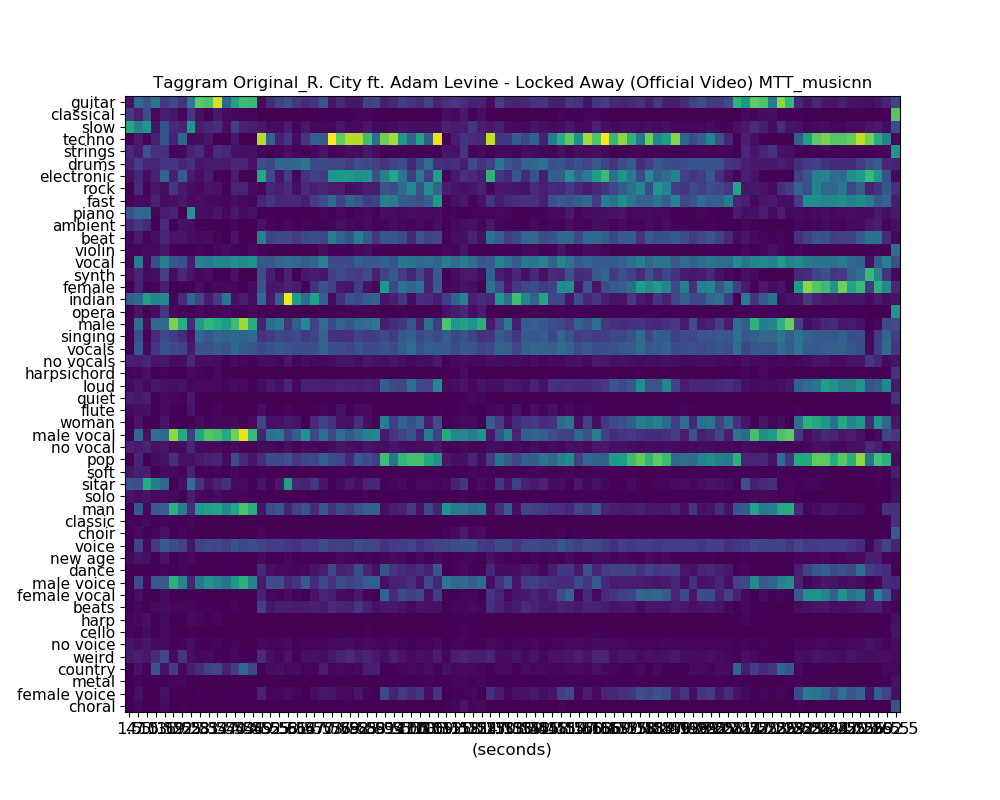 Taggram Original_R. City ft. Adam Levine - Locked Away (Official Video) MTT_musicnn
guitar
classical
slow
techno
strings
drums
electronic
rock
fast
piano
ambient
beat
violin
vocal
synth
female
indian
opera
male
singing
vocals
no vocals
harpsichord
loud
quiet
flute
woman
male vocal
no vocal
pop
soft
sitar
solo
man
classic
choir
voice
new age
dance
male voice
female vocal
beats
harp
cello
no voice
weird
country
metal
female voice
choral
(seconds)